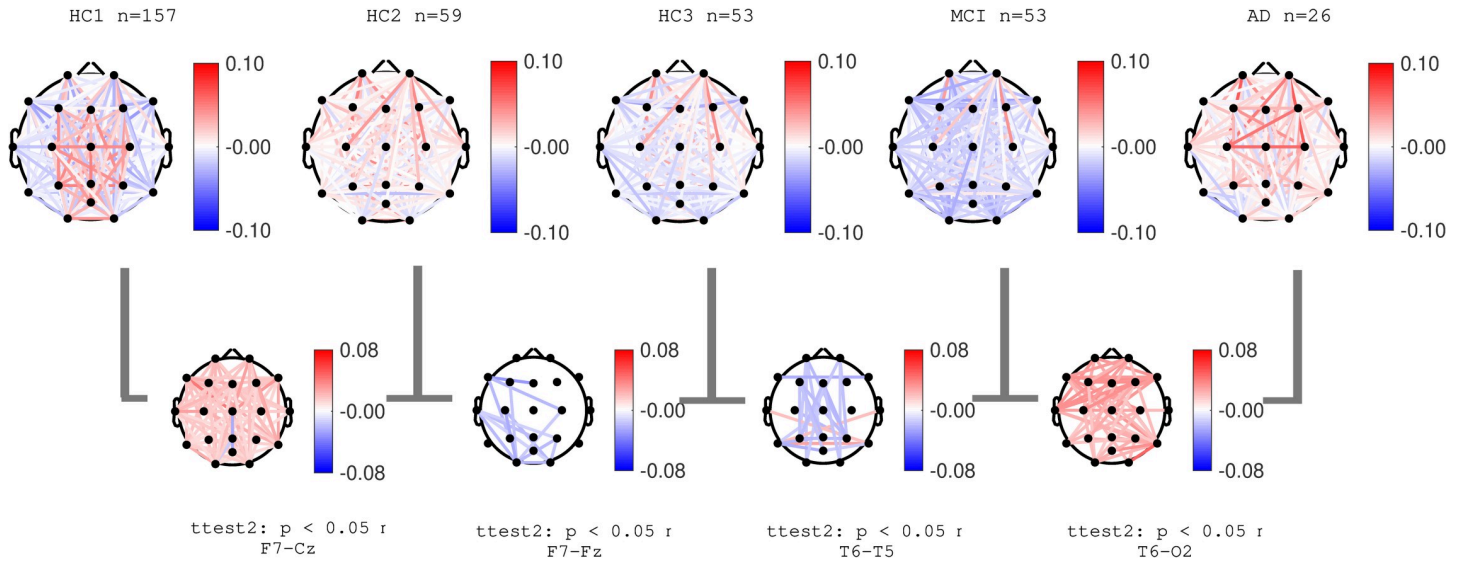 HC1 n=157
HC2 n=59
HC3 n=53
MCI n=53
AD n=26
0.10
-0.00
-0.10
0.10
-0.00
-0.10
0.10
-0.00
-0.10
0.10
-0.00
-0.10
0.10
-0.00
-0.10
0.08
-0.00
-0.08
0.08
-0.00
-0.08
0.08
-0.00
-0.08
0.08
-0.00
-0.08
ttest2: p < 0.05 r
F7-Cz
ttest2: p < 0.05 r
F7-Fz
ttest2: p < 0.05 r
T6-T5
ttest2: p < 0.05 r
T6-O2